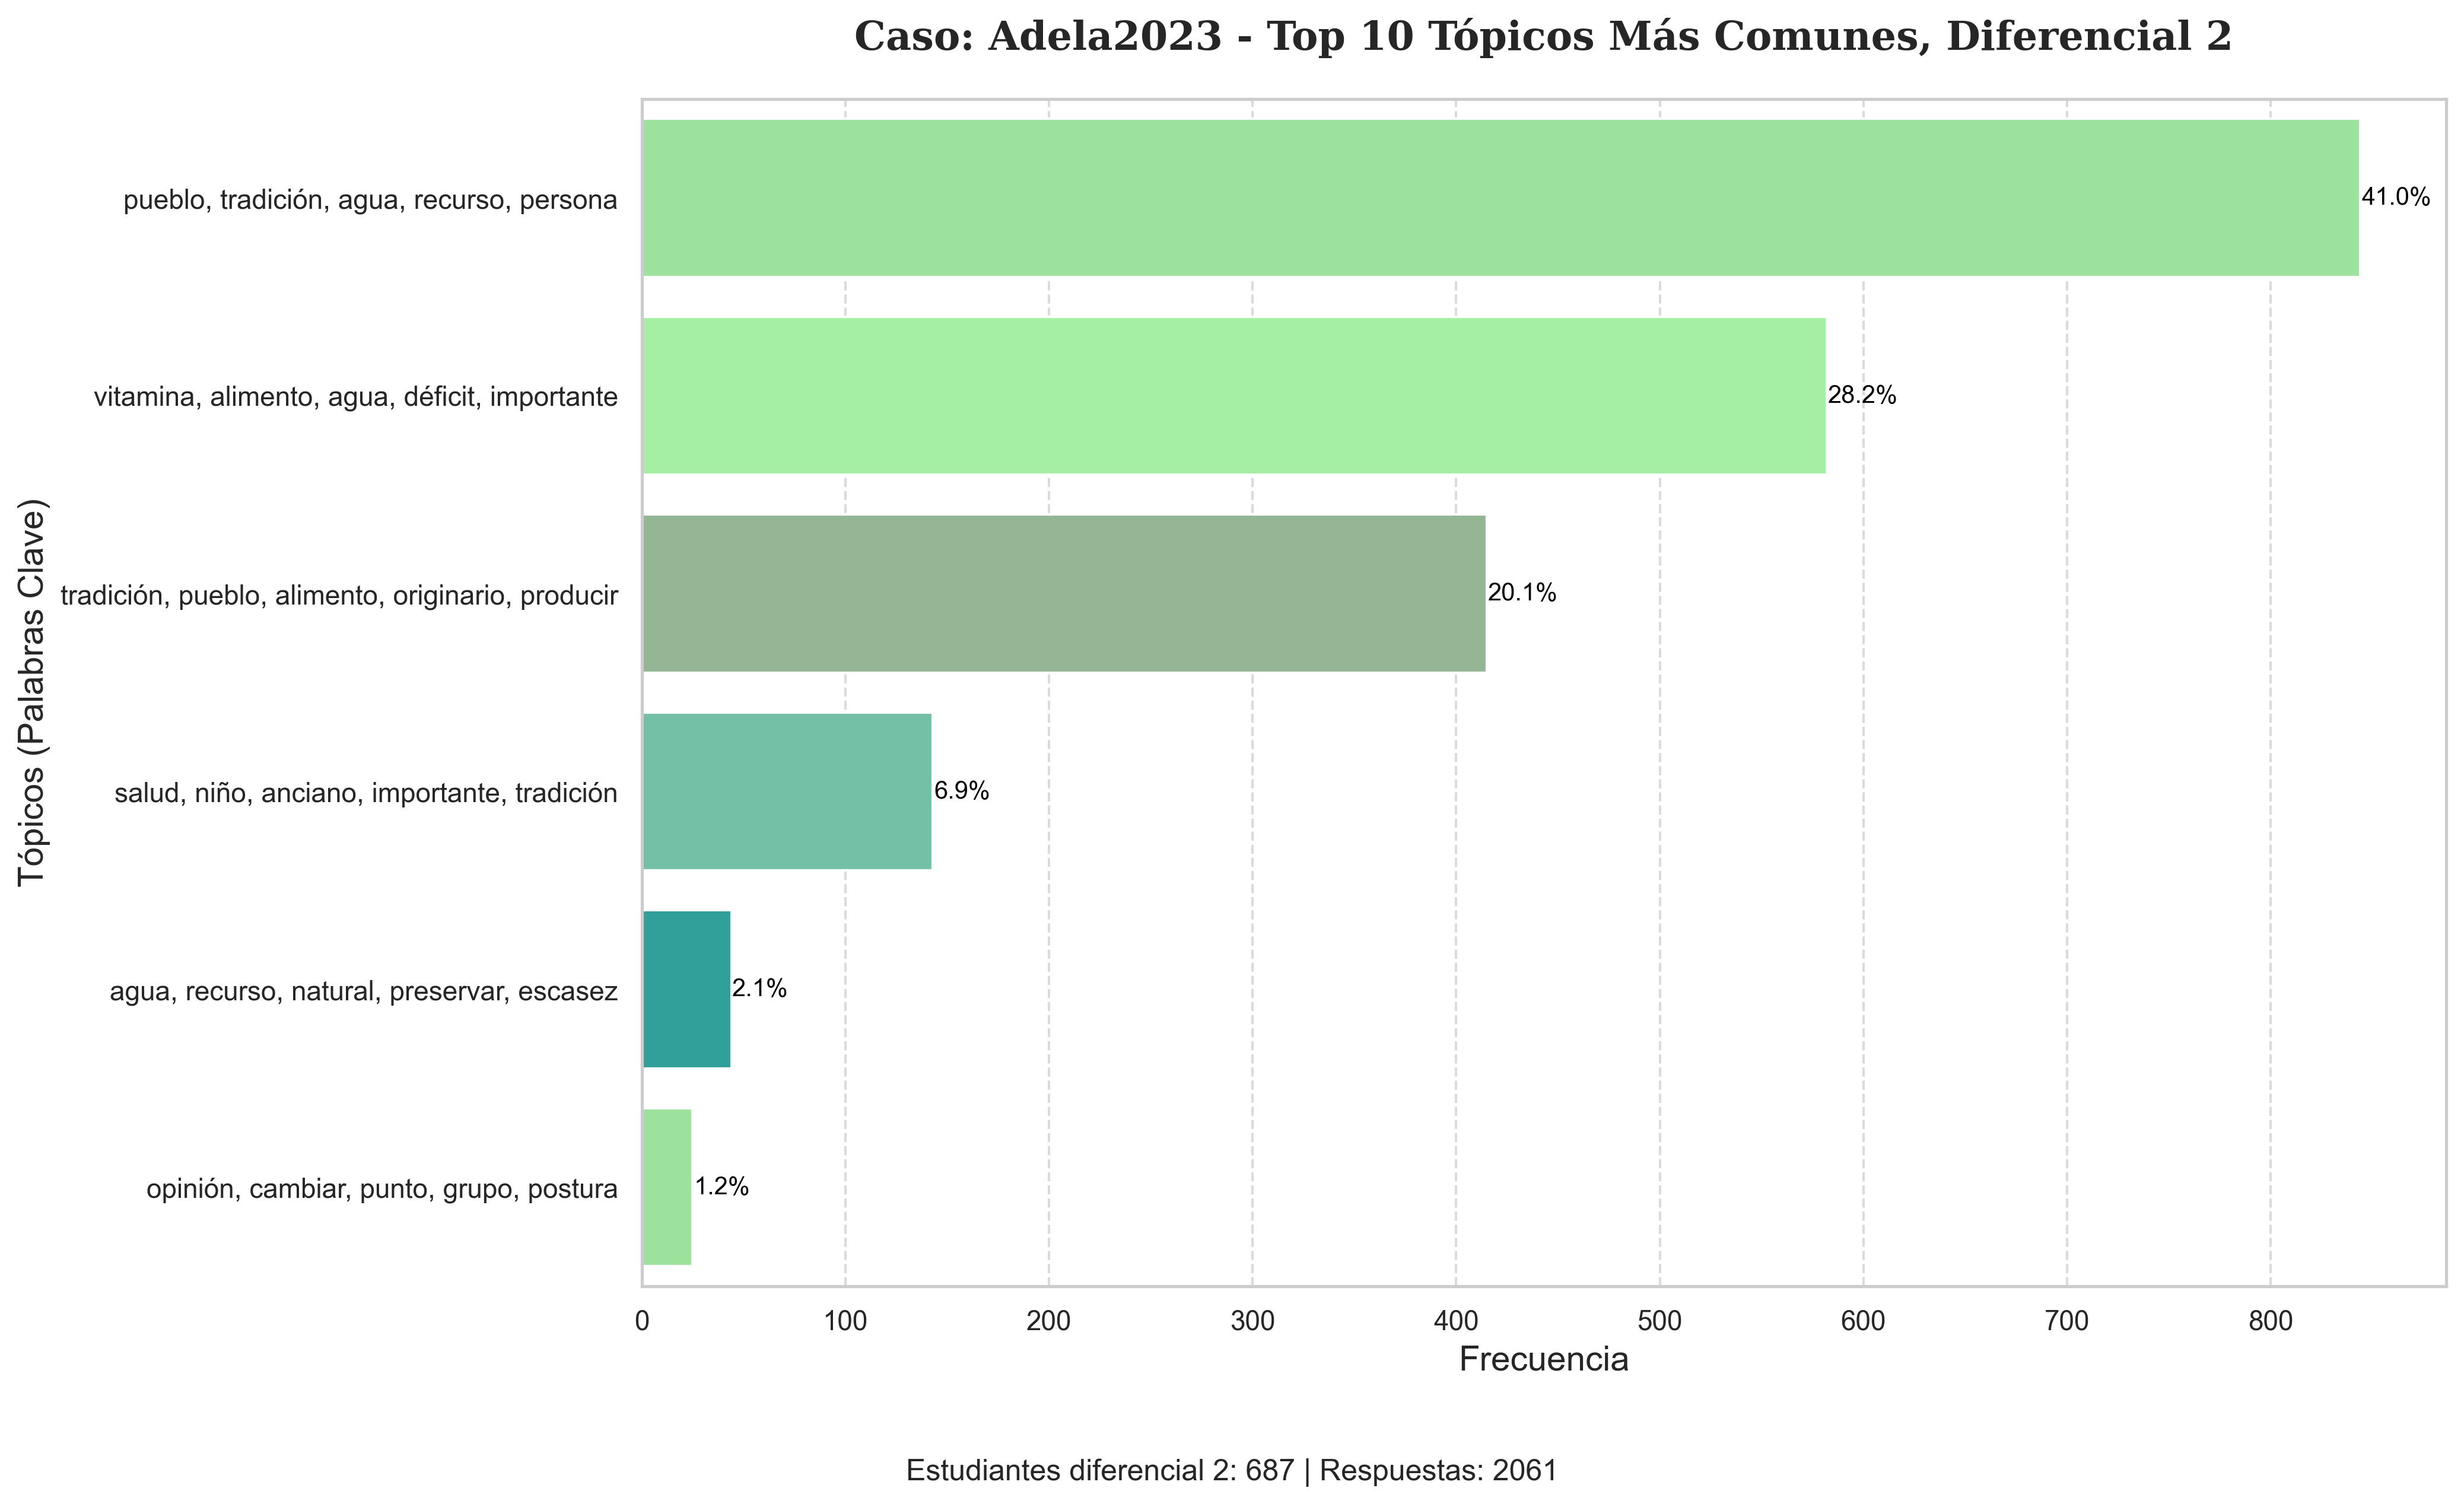 Caso: Adela2023 - Top 10 Tópicos Más Comunes, Diferencial 2
Tópicos (Palabras Clave)
pueblo, tradición, agua, recurso, persona
41.0%
vitamina, alimento, agua, déficit, importante
28.2%
tradición, pueblo, alimento, originario, producir
20.1%
salud, niño, anciano, importante, tradición
6.9%
agua, recurso, natural, preservar, escasez
2.1%
opinión, cambiar, punto, grupo, postura
1.2%
0 100 200 300 400 500 600 700 800
Frecuencia
Estudiantes diferencial 2: 687 | Respuestas: 2061